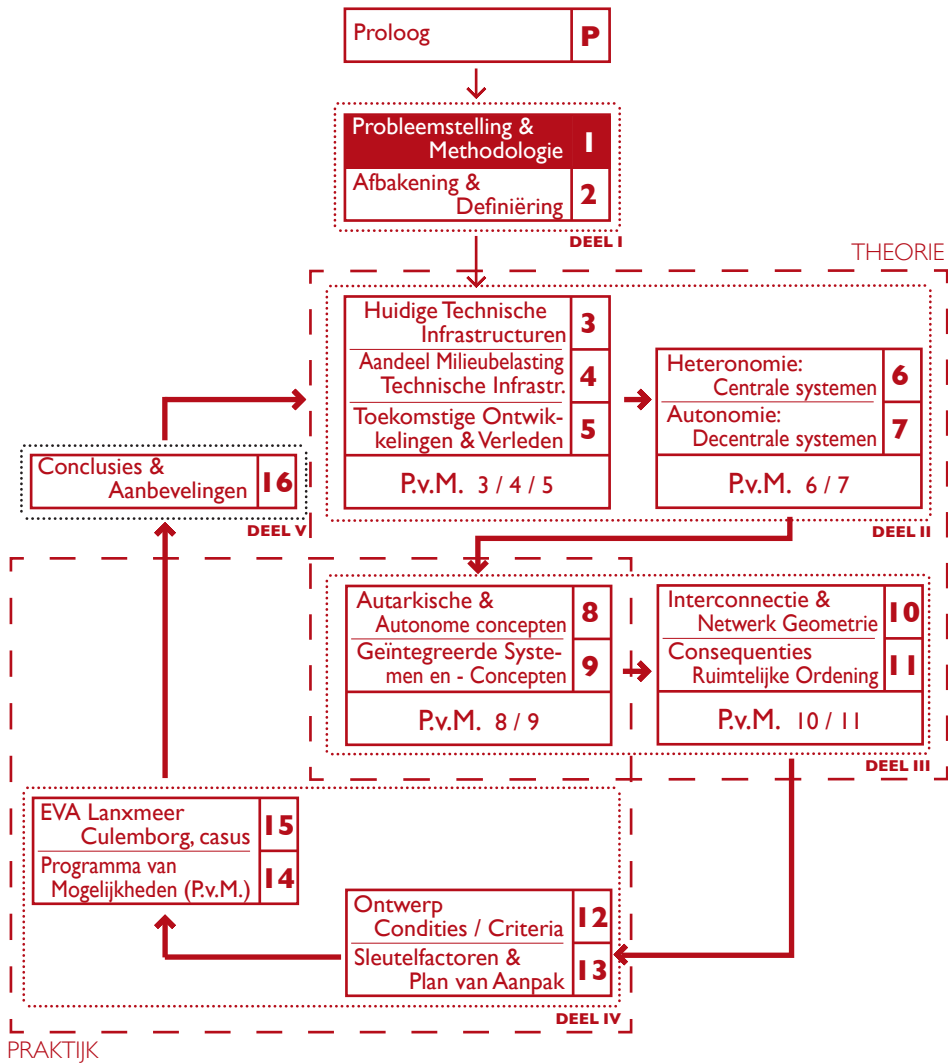 Proloog P
Probleemstelling &
Methodologie 1
Afbakening &
Definiëring 2
DEEL I
THEORIE
Huidige Technische
Infrastructuren 3
Aandeel Milieubelasting
Technische Infrastr. 4
Toekomstige Ontwik-
kkelingen & Verleden 5
P.v.M. 3 / 4 / 5
Heteronomie:
Centrale systemen 6
Autonomie:
Decentrale systemen 7
P.v.M. 6 / 7
DEEL II
Conclusies &
Aanbevelingen 16
DEEL V
Autarkische &
Autonome concepten 8
Geïntegreerde Syste-
men en - Concepten 9
P.v.M. 8 / 9
Interconnectie &
Netwerk Geometrie 10
Consequenties
Ruimtelijke Ordening 11
P.v.M. 10 / 11
DEEL III
EVA Lanxmeer
Culemborg, casus 15
Programma van
Mogelijkheden (P.v.M.) 14
Ontwerp
Condities / Criteria 12
Sleutelfactoren &
Plan van Aanpak 13
DEEL IV
PRAKTIJK